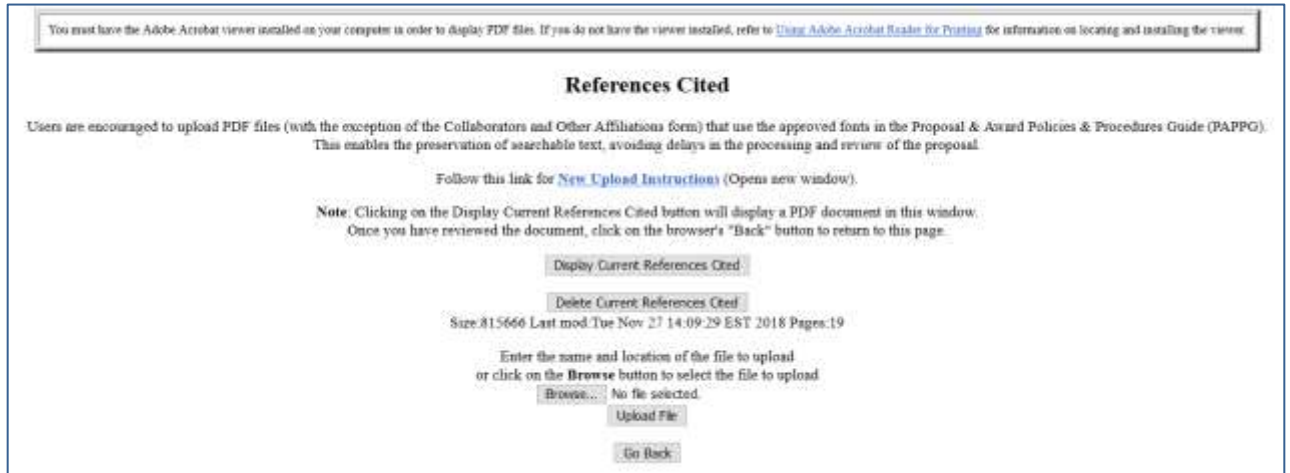 You must have the Adobe Acrobat viewer installed on your computer in order to display PDF files. If you do not have the viewer installed, refer to Using Adobe Acrobat Reader for Printing for information on locating and installing the viewer.
References Cited
Users are encouraged to upload PDF files (with the exception of the Collaborators and Other Affiliations form) that use the approved fonts in the Proposal & Award Policies & Procedures Guide (PAPPG).
This enables the preservation of searchable text, avoiding delays in the processing and review of the proposal.
Follow this link for New Upload Instructions (Opens new window).
Note: Clicking on the Display Current References Cited button will display a PDF document in this window.
Once you have reviewed the document, click on the browser's "Back" button to return to this page.
Display Current References Cited
Delete Current References Cited
Size:815666 Last mod:Tue Nov 27 14:09:29 EST 2018 Pages:19
Enter the name and location of the file to upload
or click on the Browse button to select the file to upload
Browse... No file selected.
Upload File
Go Back